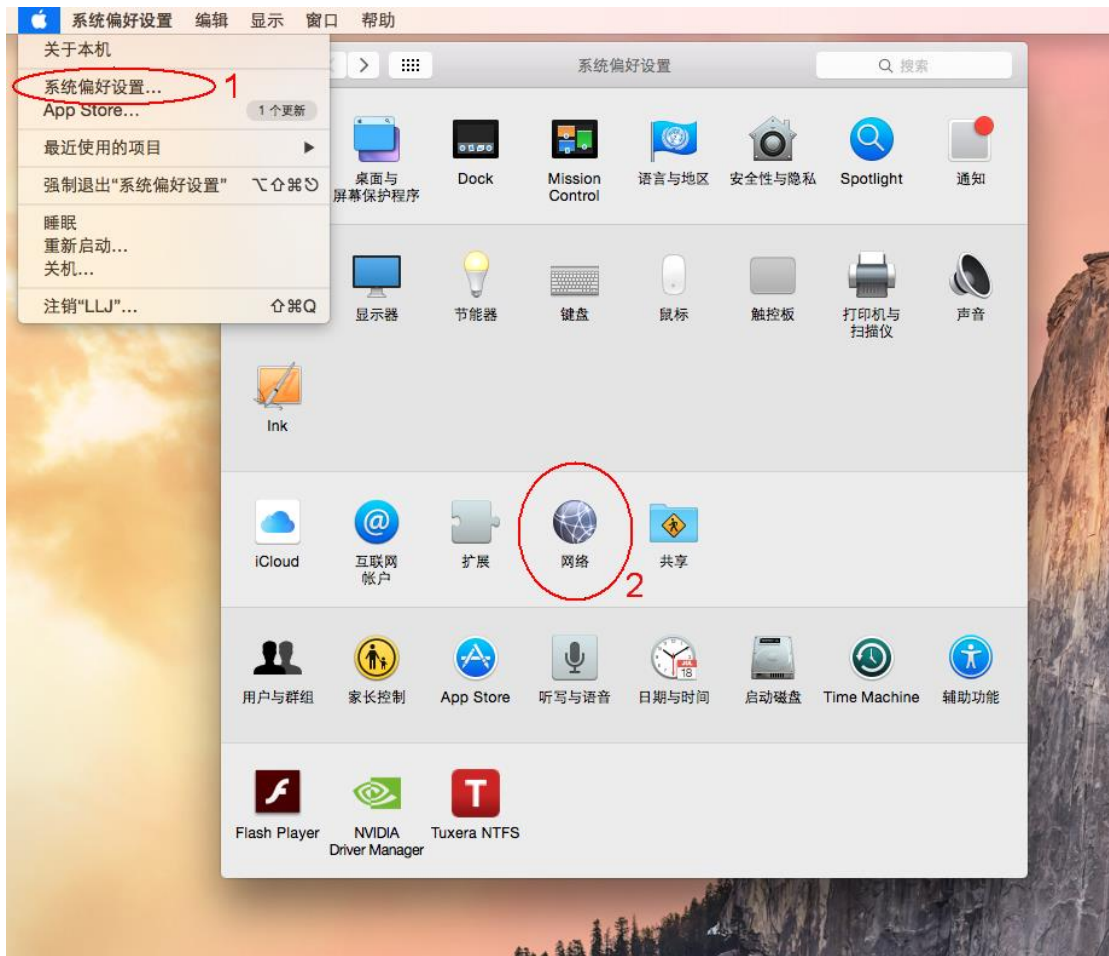 系统偏好设置 编辑 显示 窗口 帮助
关于本机
系统偏好设置...
1
App Store...
1 个更新
最近使用的项目
强制退出“系统偏好设置” ⌥⇧⌘⎋
睡眠
重新启动...
关机...
注销“LLJ”... ⇧⌘Q
系统偏好设置
搜索
桌面与
屏幕保护程序
Dock
Mission
Control
语言与地区
安全性与隐私
Spotlight
通知
显示器
节能器
键盘
鼠标
触控板
打印机与
扫描仪
声音
Ink
iCloud
互联网
帐户
扩展
网络
2
共享
用户与群组
家长控制
App Store
听写与语音
JUL
18
日期与时间
启动磁盘
Time Machine
辅助功能
Flash Player
NVIDIA
Driver Manager
T
Tuxera NTFS